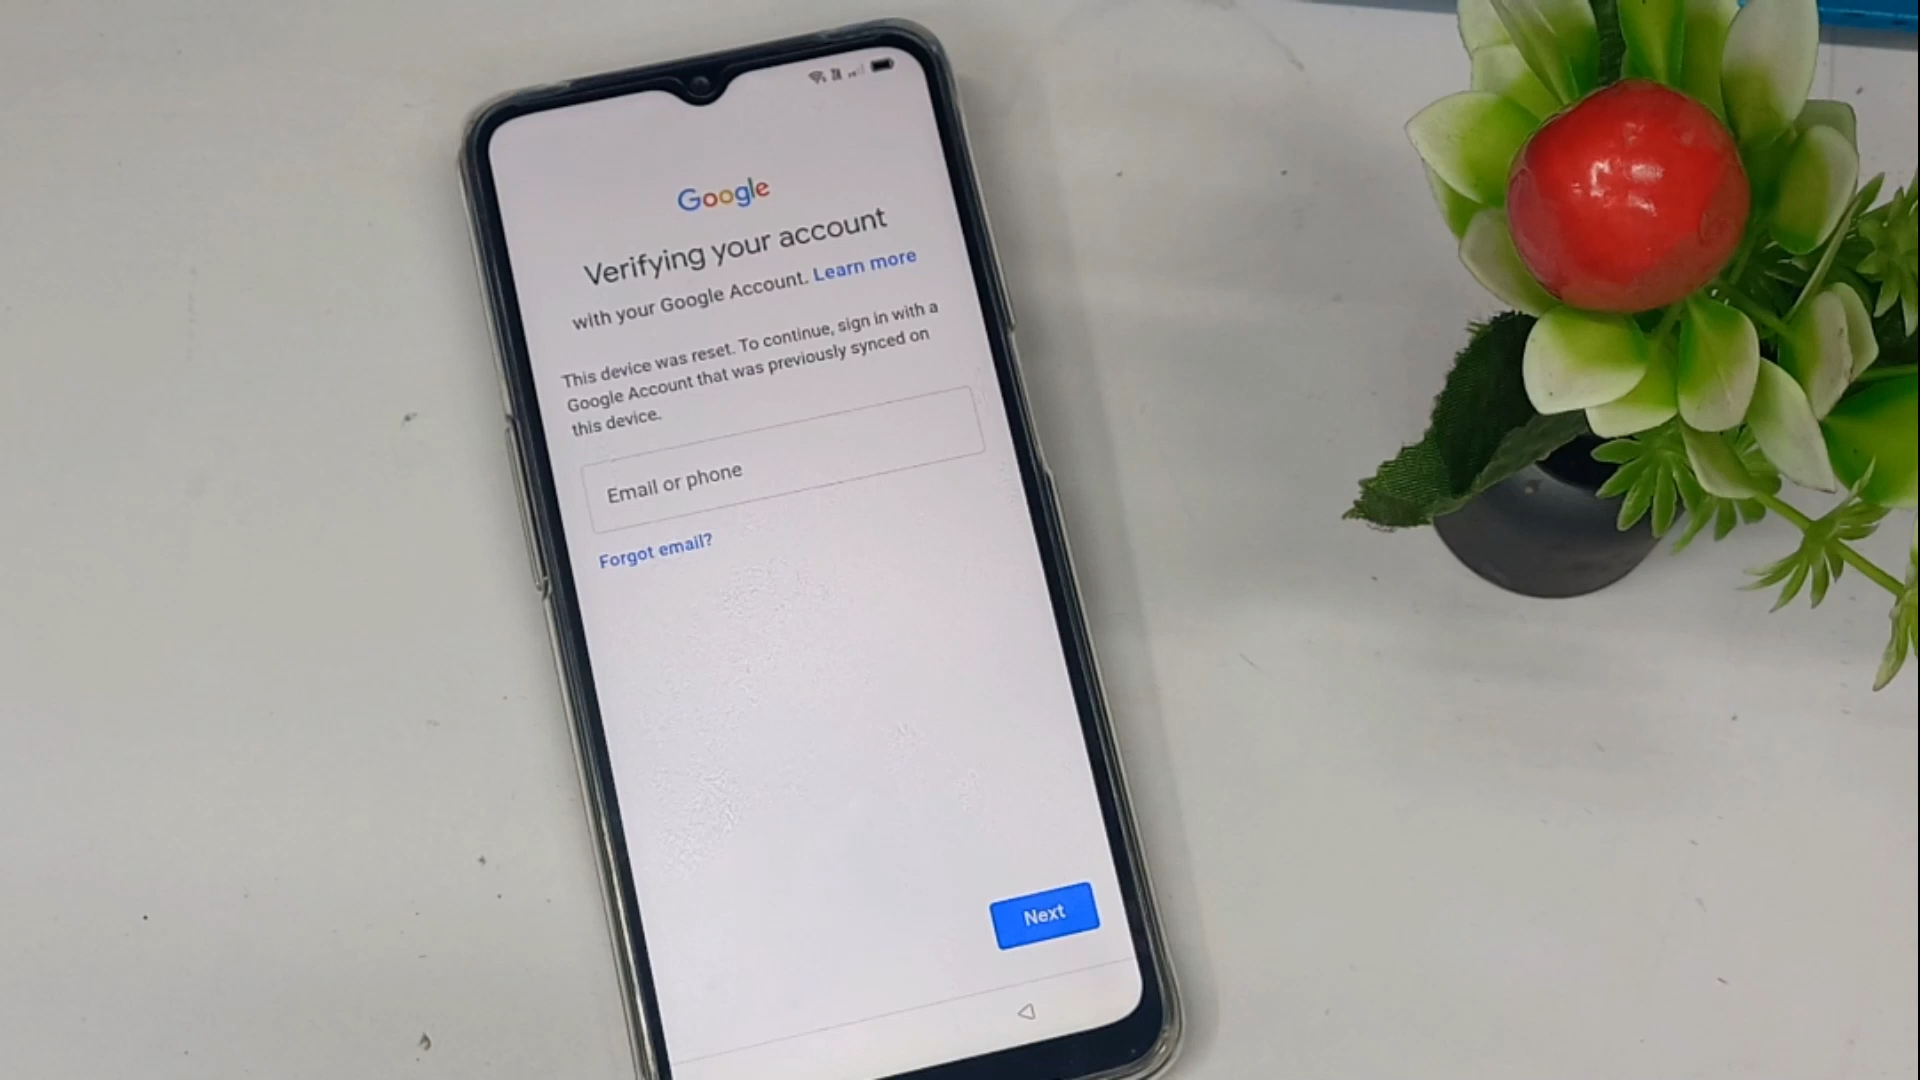 Google
Verifying your account
with your Google Account. Learn more
This device was reset. To continue, sign in with a
Google Account that was previously synced on
this device.
Email or phone
Forgot email?
Next